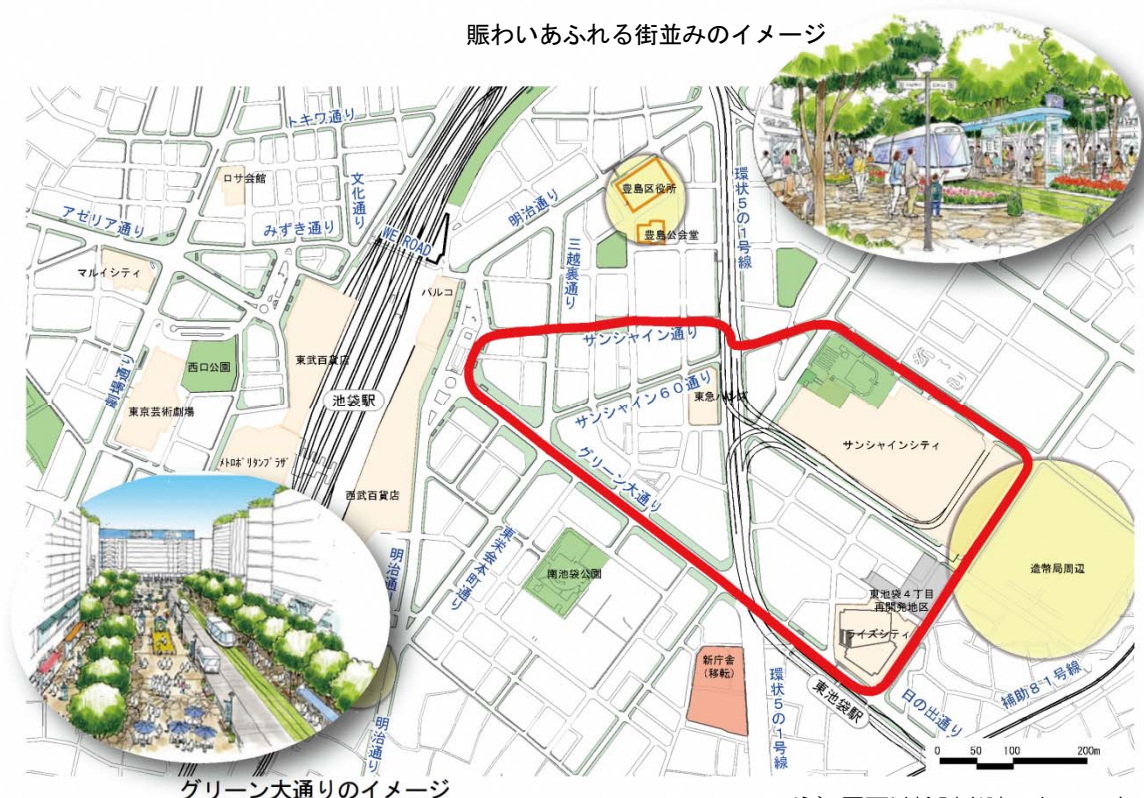 賑わいあふれる街並みのイメージ
トキワ通り
ロサ会館
文化通り
アゼリア通り
みずき通り
WE ROAD
明治通り
豊島区役所
豊島公会堂
環状5の1号線
三越裏通り
マルイシティ
パルコ
サンシャイン通り
東武百貨店
西口公園
劇場通り
池袋駅
東京芸術劇場
サンシャイン60通り
東急ハンズ
サンシャインシティ
メトロポリタンプラザ
グリーン大通り
西武百貨店
明治通り
東栄会本町通り
南池袋公園
造幣局周辺
東池袋4丁目
再開発地区
ライズシティ
新庁舎
(移転)
環状5の1号線
東池袋駅
日の出通り
補助81号線
明治通り
0 50 100 200m
グリーン大通りのイメージ